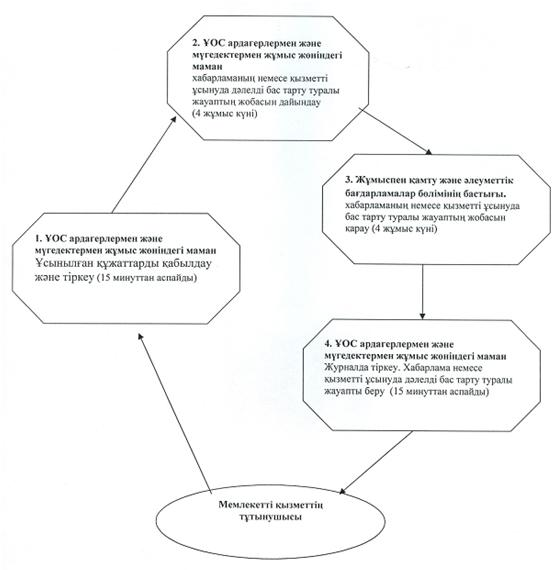 2. ҰОС ардагерлермен және
мүгедектермен жұмыс жөніндегі
маман
хабарламаның немесе қызметті
ұсынуда дәлелді бас тарту туралы
жауаптың жобасын дайындау
(4 жұмыс күні)
3. Жұмыспен қамту және әлеуметтік
бағдарламалар бөлімінің бастығы.
хабарламаның немесе қызметті ұсынуда
бас тарту туралы жауаптың жобасын
қарау (4 жұмыс күні)
1. ҰОС ардагерлермен және
мүгедектермен жұмыс жөніндегі маман
Ұсынылған құжаттарды қабылдау
және тіркеу (15 минуттан аспайды)
4. ҰОС ардагерлермен және
мүгедектермен жұмыс жөніндегі маман
Журналда тіркеу. Хабарлама немесе
қызметті ұсынуда дәлелді бас тарту туралы
жауапты беру (15 минуттан аспайды)
Мемлекетті қызметтің
тұтынушысы